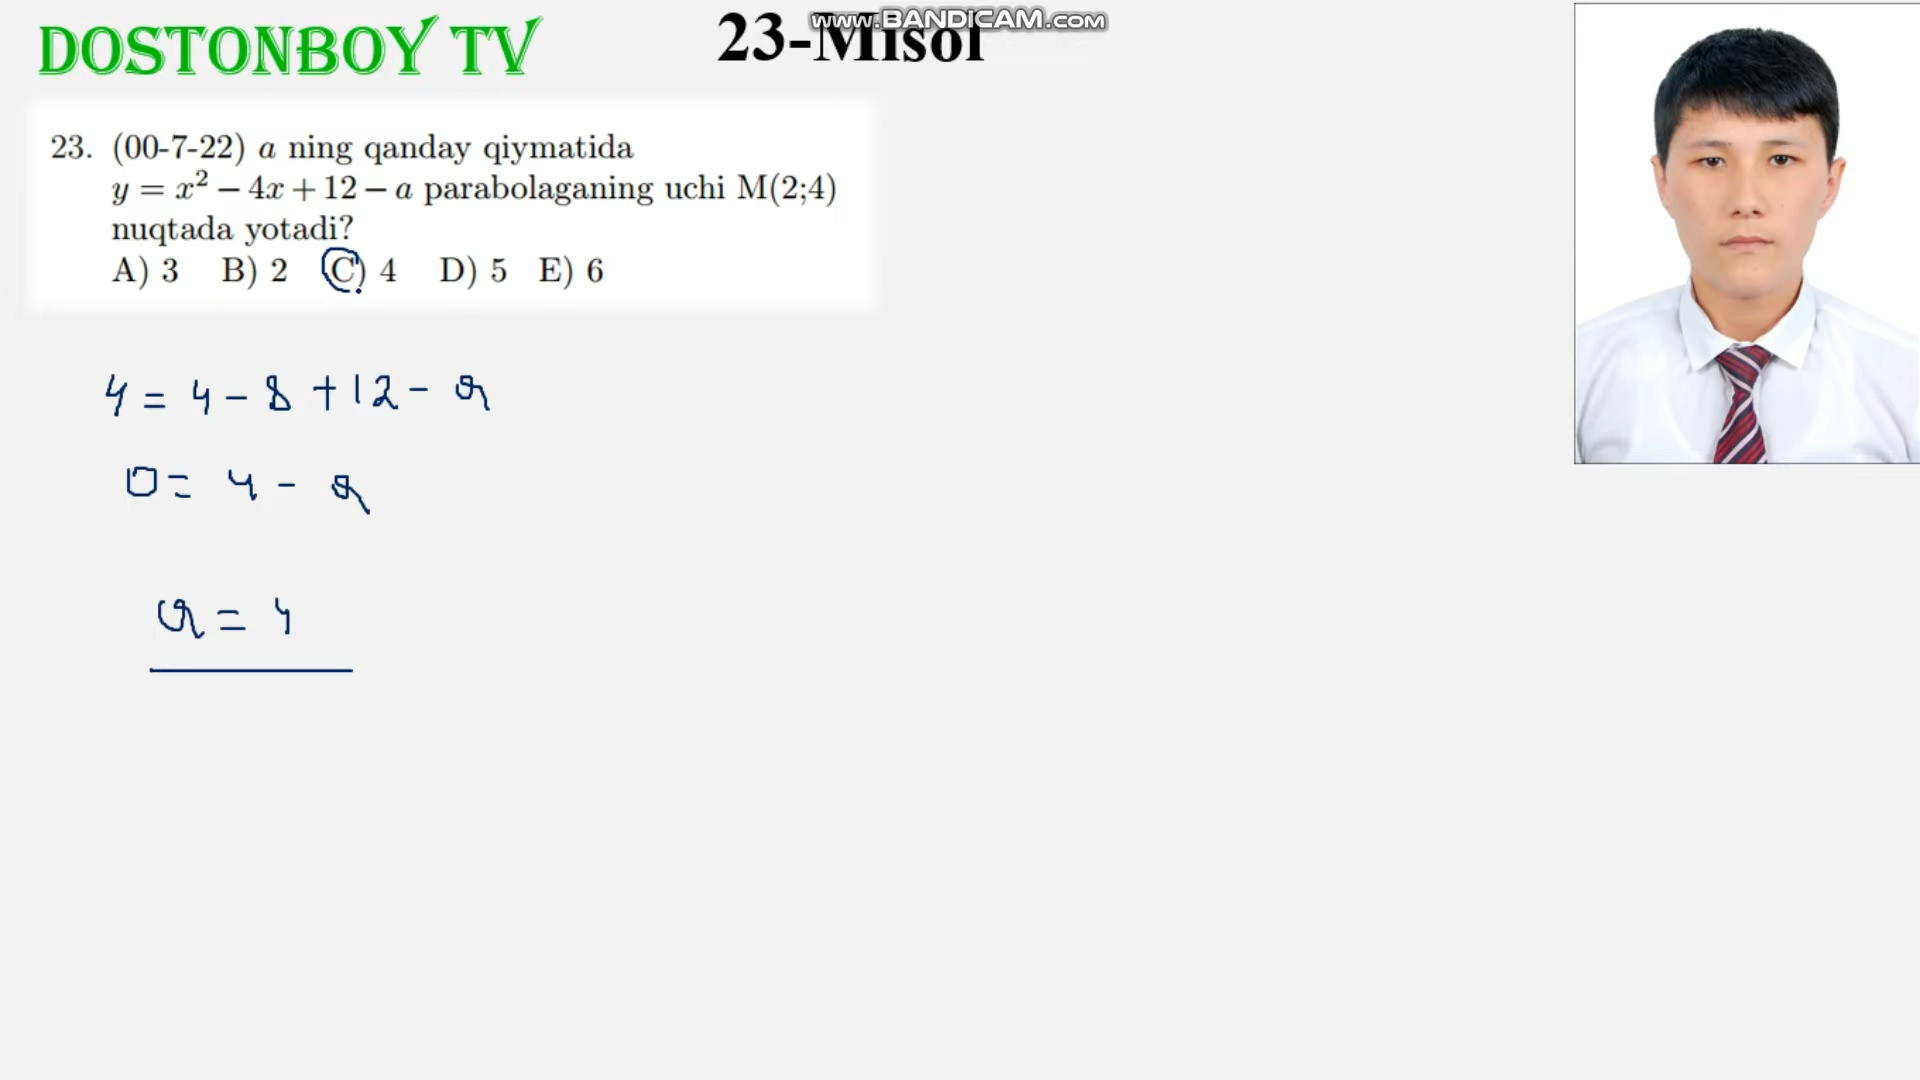 www.BANDICAM.com
DOSTONBOY TV
23-Misol
23. (00-7-22) a ning qanday qiymatida
y = x² − 4x + 12 − a parabolaganing uchi M(2;4)
nuqtada yotadi?
A) 3 B) 2 C) 4 D) 5 E) 6
4 = 4 - 8 + 12 - a
0 = 4 - a
a = 4